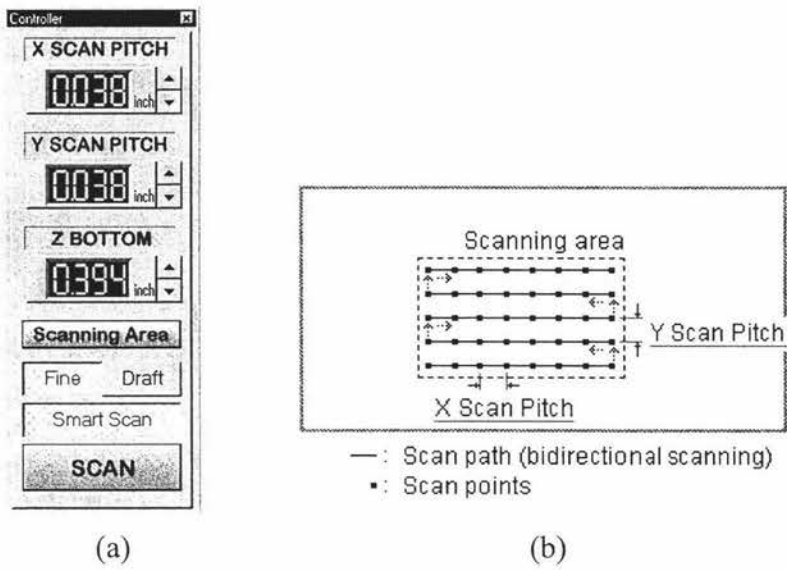 Controller
X SCAN PITCH
0.038 inch
Y SCAN PITCH
0.038 inch
Z BOTTOM
0.394 inch
Scanning Area
Fine Draft
Smart Scan
SCAN
(a)
Scanning area
Y Scan Pitch
X Scan Pitch
— : Scan path (bidirectional scanning)
▪ : Scan points
(b)